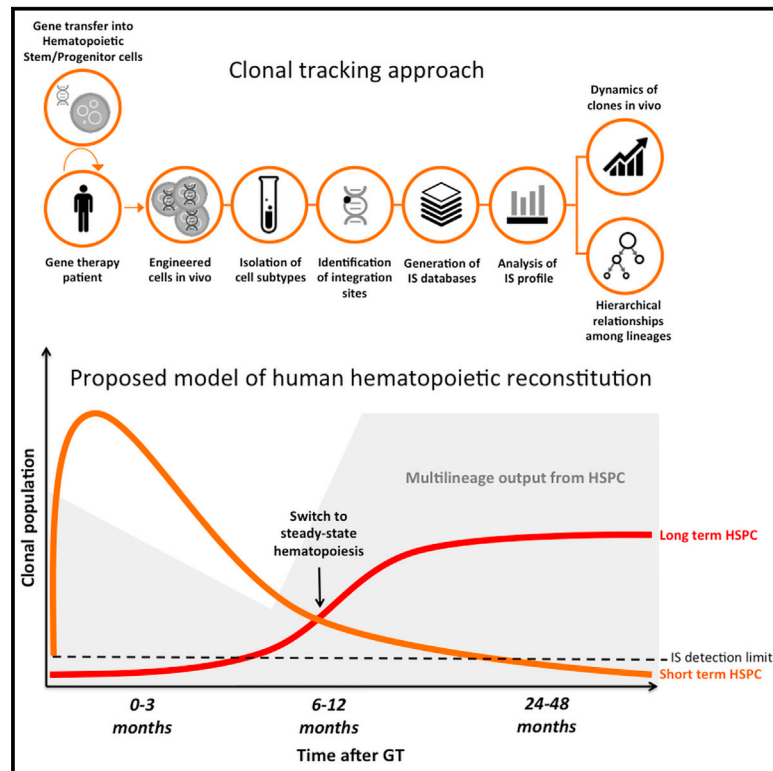 Gene transfer into
Hematopoietic
Stem/Progenitor cells
Clonal tracking approach
Dynamics of
clones in vivo
Gene therapy
patient
Engineered
cells in vivo
Isolation of
cell subtypes
Identification
of integration
sites
Generation of
IS databases
Analysis of
IS profile
Hierarchical
relationships
among lineages
Proposed model of human hematopoietic reconstitution
Clonal population
Multilineage output from HSPC
Switch to
steady-state
hematopoiesis
Long term HSPC
IS detection limit
Short term HSPC
0-3
months
6-12
months
24-48
months
Time after GT